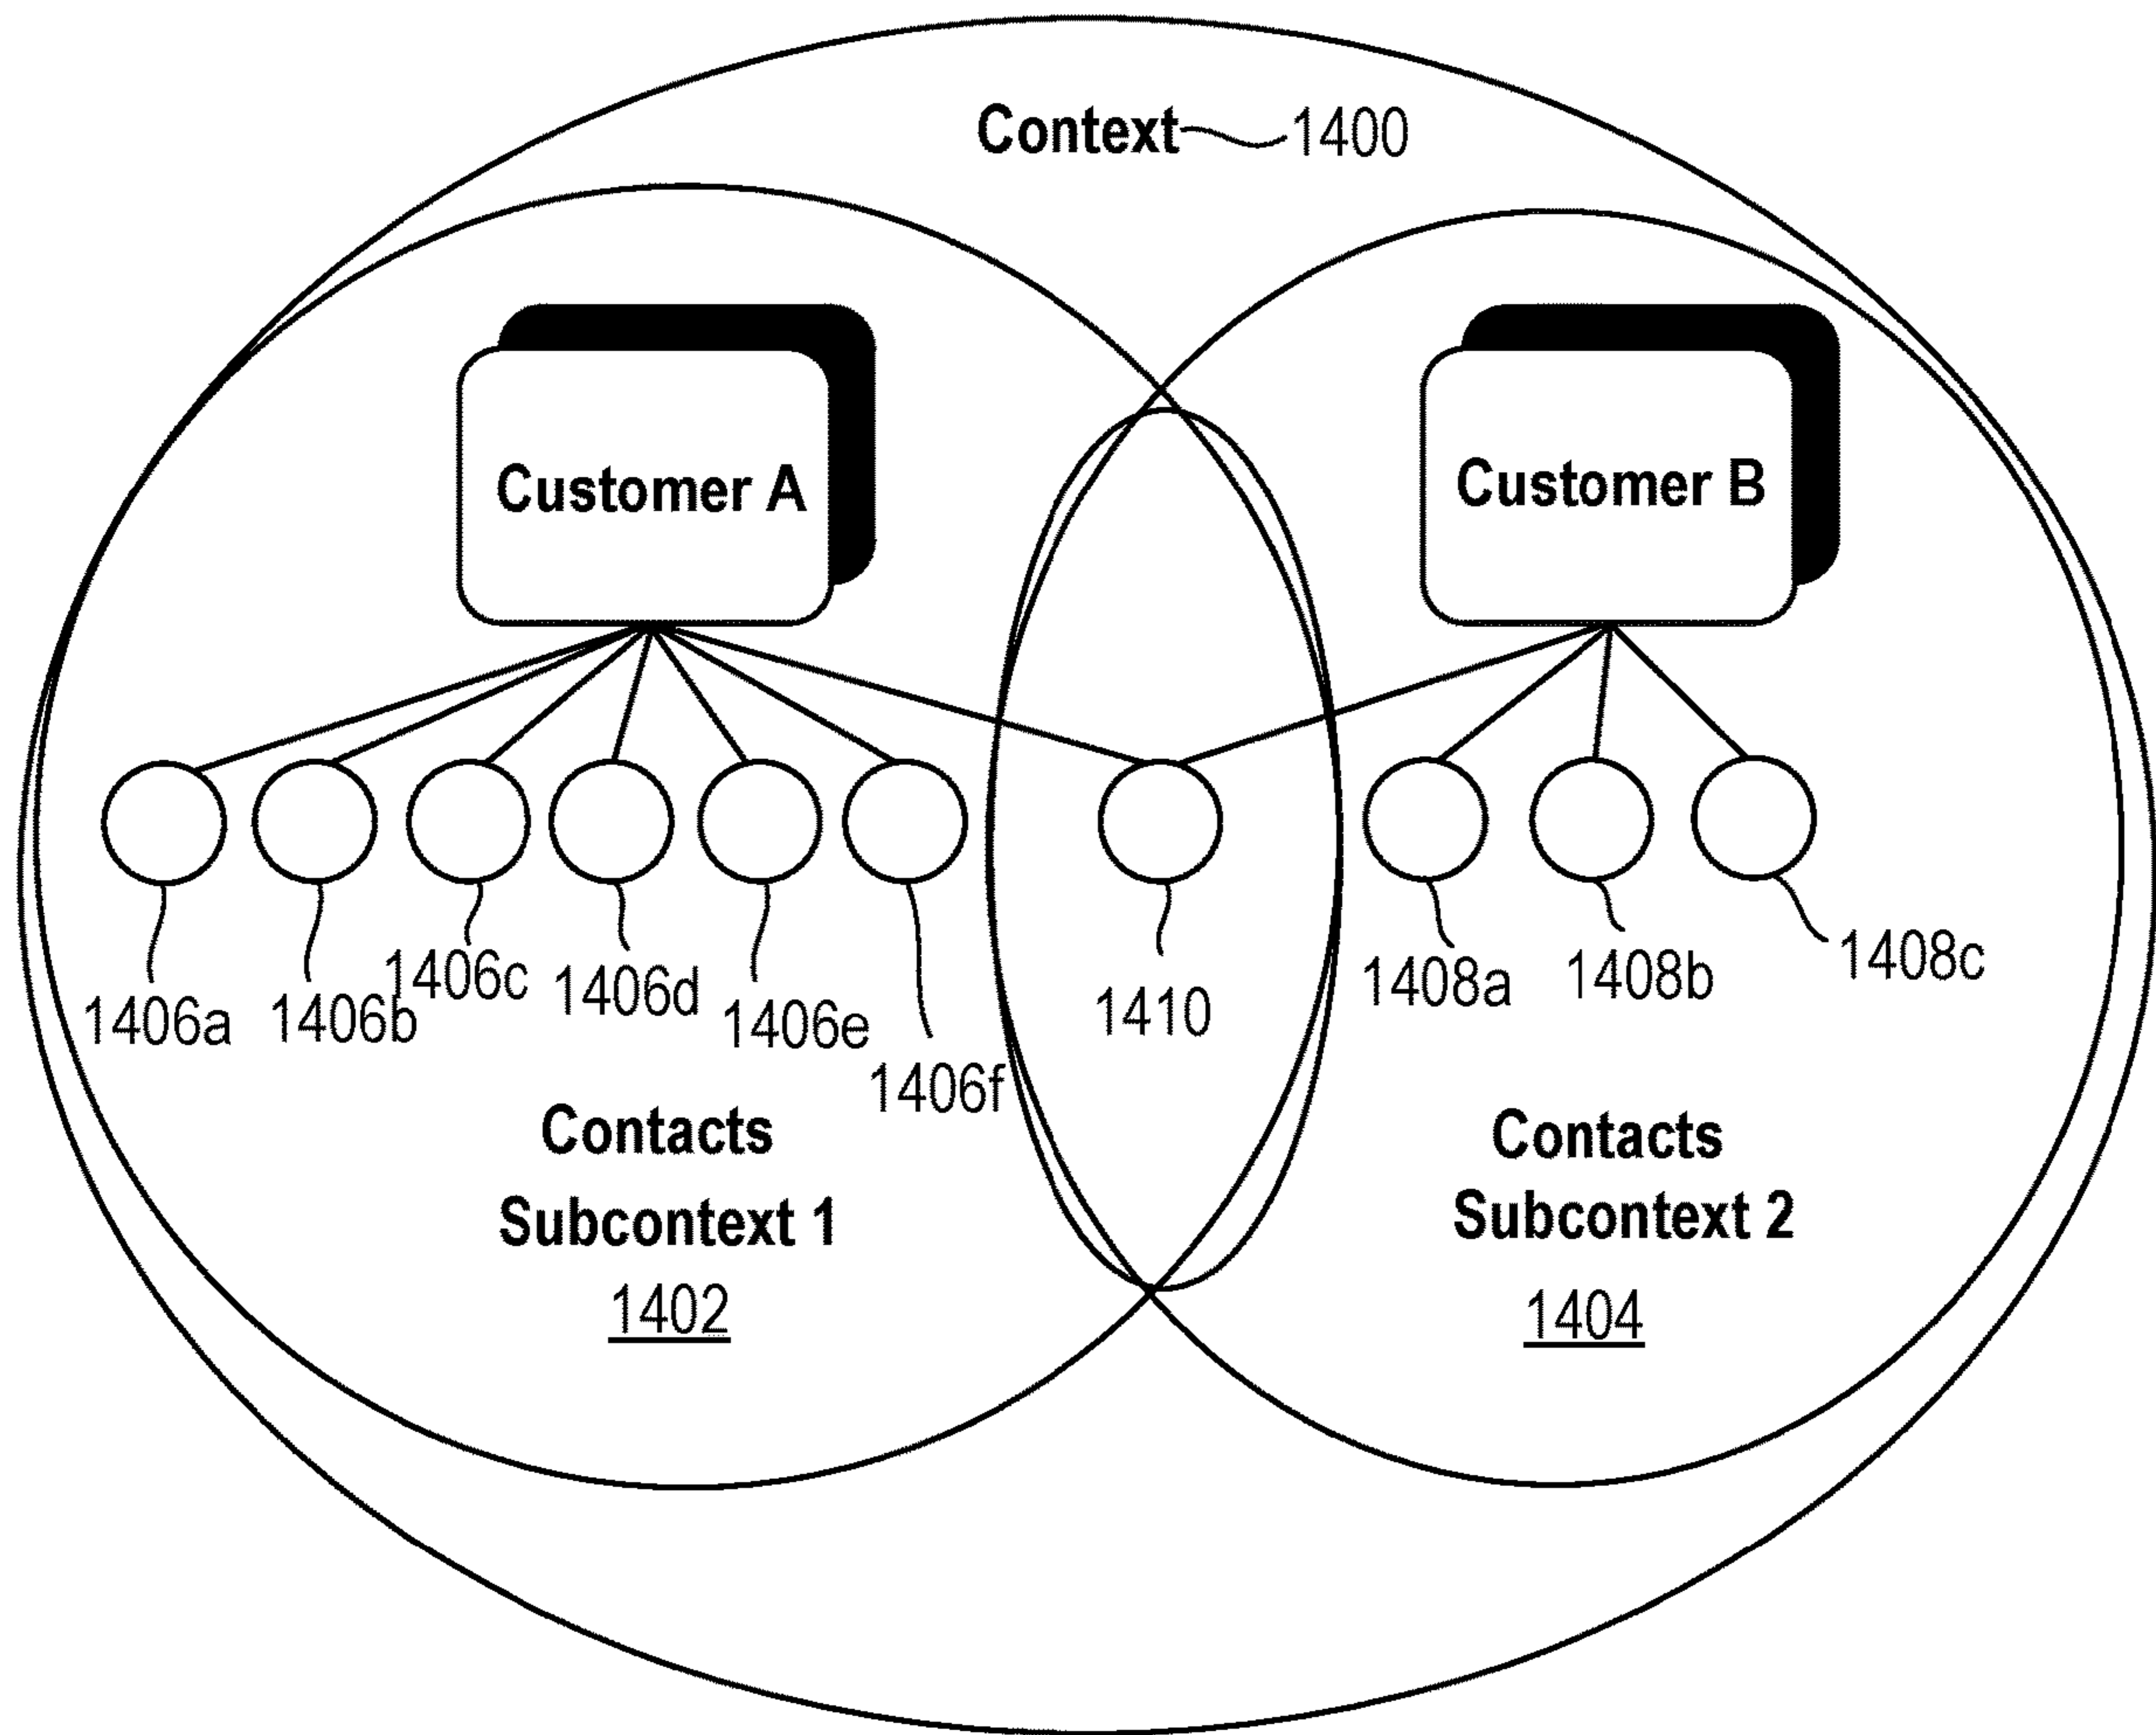 Context 1400
Customer A
Customer B
1406a
1406b
1406c
1406d
1406e
1406f
1410
1408a
1408b
1408c
Contacts
Subcontext 1
1402
Contacts
Subcontext 2
1404